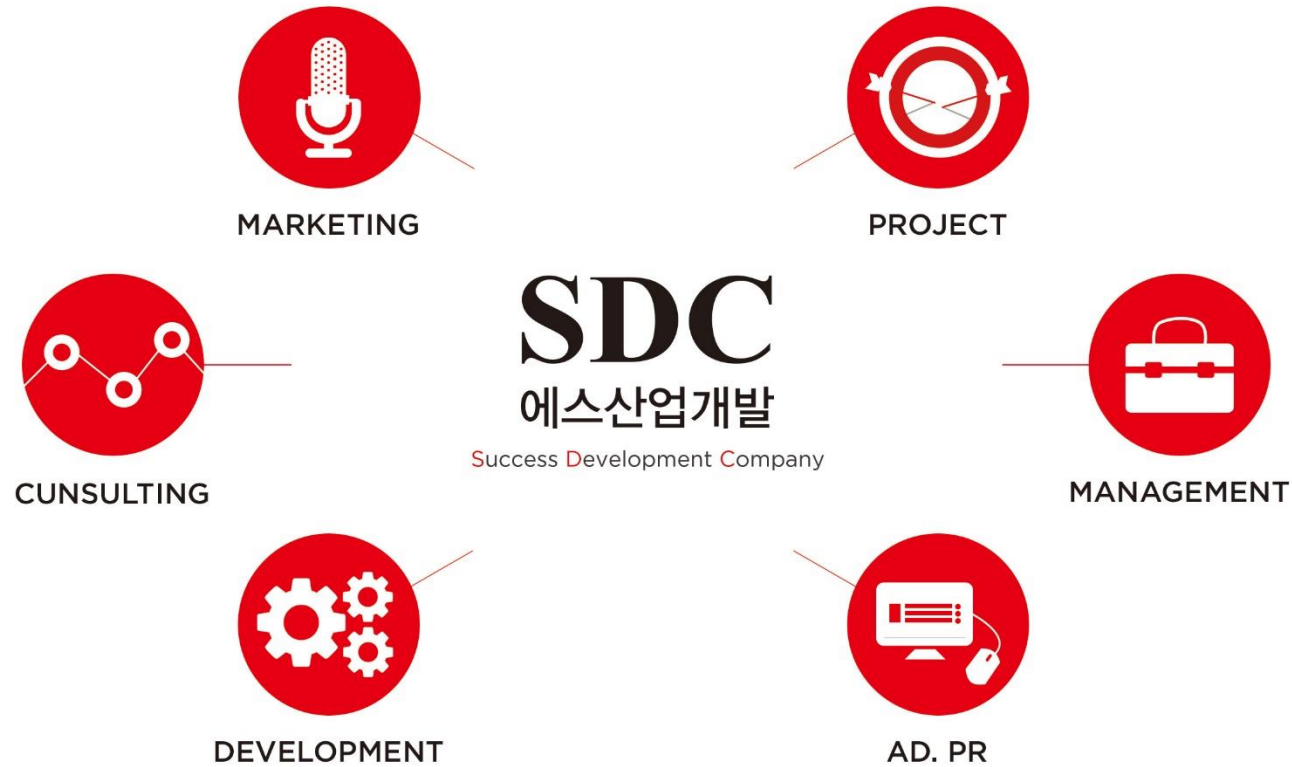 MARKETING
PROJECT
SDC
에스산업개발
Success Development Company
CUNSULTING
MANAGEMENT
DEVELOPMENT
AD. PR